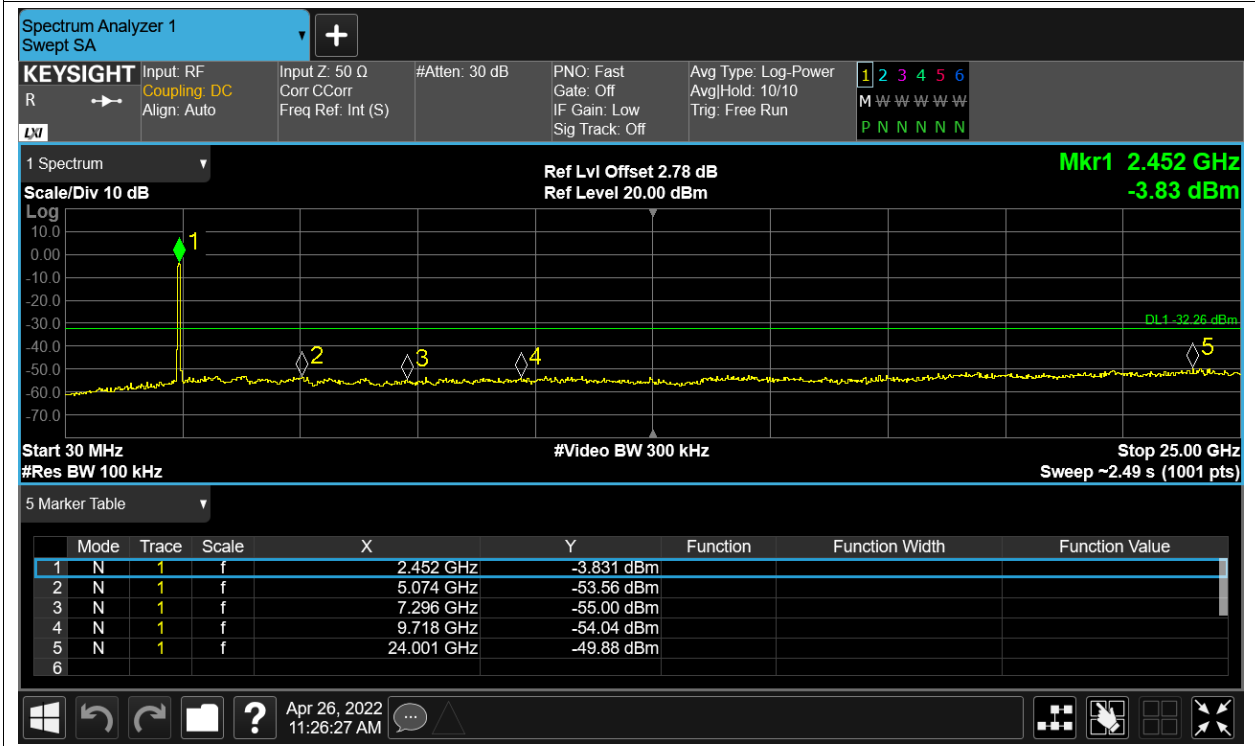 Spectrum Analyzer 1
Swept SA
KEYSIGHT
R
LXI
Input: RF
Coupling: DC
Align: Auto
Input Z: 50 Ω
Corr CCorr
Freq Ref: Int (S)
#Atten: 30 dB
PNO: Fast
Gate: Off
IF Gain: Low
Sig Track: Off
Avg Type: Log-Power
Avg|Hold: 10/10
Trig: Free Run
1 2 3 4 5 6
M W W W W W
P N N N N N
1 Spectrum
Scale/Div 10 dB
Ref Lvl Offset 2.78 dB
Ref Level 20.00 dBm
Mkr1 2.452 GHz
-3.83 dBm
Log
10.0
0.00
-10.0
-20.0
-30.0
-40.0
-50.0
-60.0
-70.0
1
2
3
4
5
DL1 -32.26 dBm
Start 30 MHz
#Res BW 100 kHz
#Video BW 300 kHz
Stop 25.00 GHz
Sweep ~2.49 s (1001 pts)
5 Marker Table
Mode Trace Scale X Y Function Function Width Function Value
1 N 1 f 2.452 GHz -3.831 dBm
2 N 1 f 5.074 GHz -53.56 dBm
3 N 1 f 7.296 GHz -55.00 dBm
4 N 1 f 9.718 GHz -54.04 dBm
5 N 1 f 24.001 GHz -49.88 dBm
6
?
Apr 26, 2022
11:26:27 AM